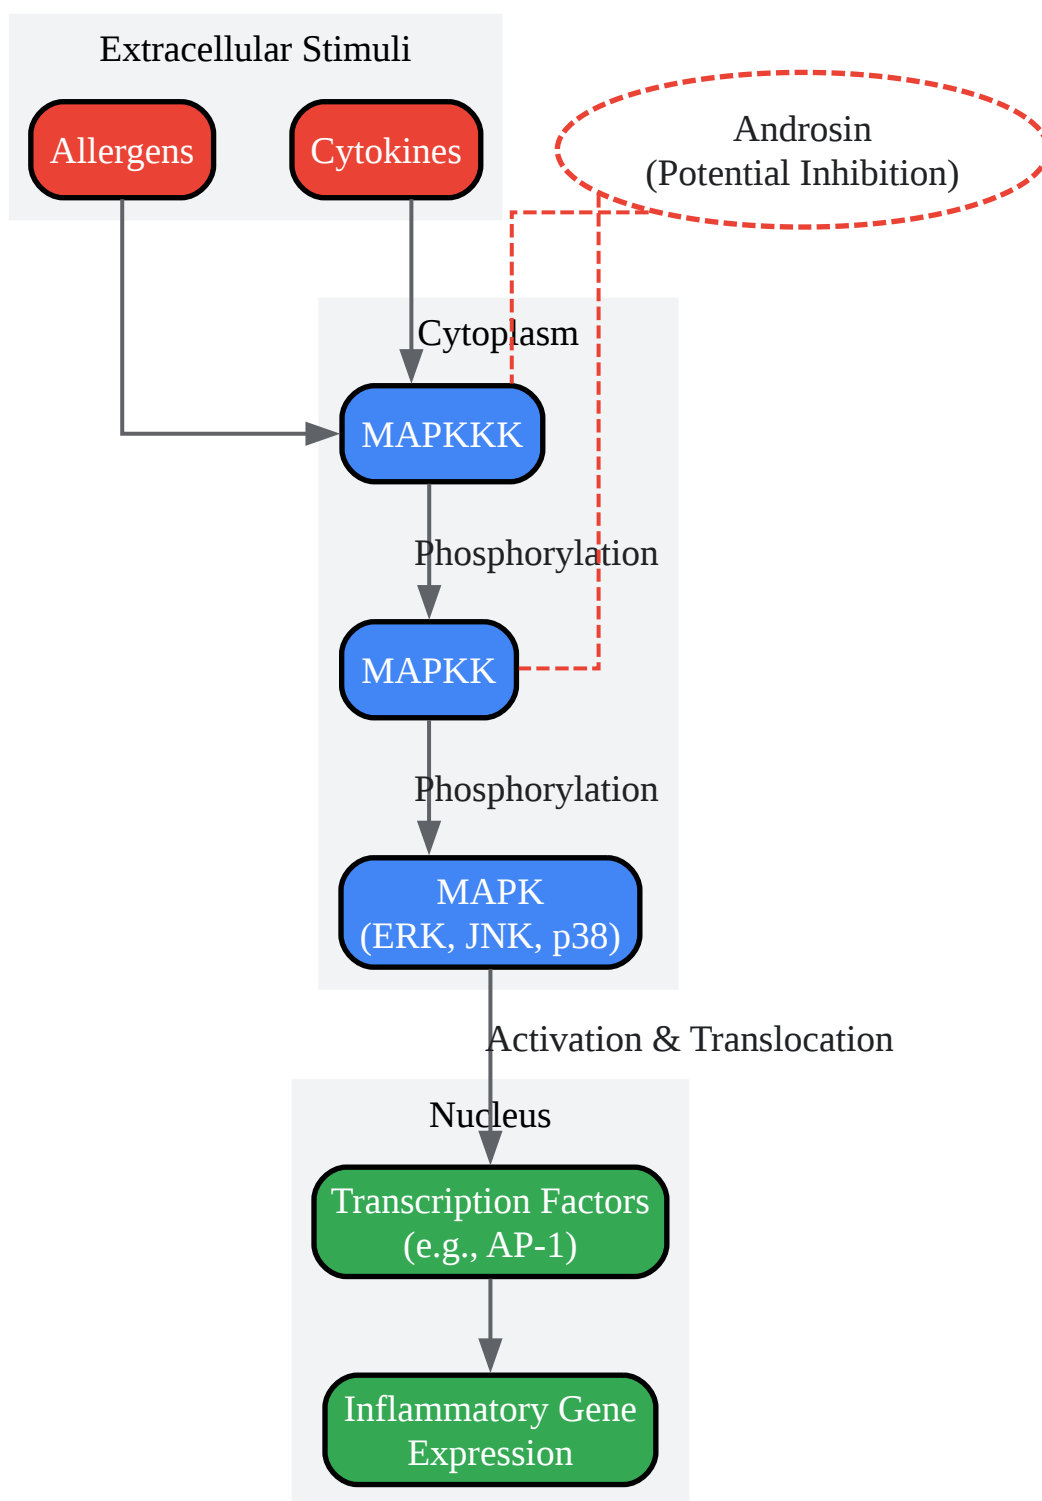 Extracellular Stimuli
Allergens
Cytokines
Androsin
(Potential Inhibition)
Cytoplasm
MAPKKK
Phosphorylation
MAPKK
Phosphorylation
MAPK
(ERK, JNK, p38)
Activation & Translocation
Nucleus
Transcription Factors
(e.g., AP-1)
Inflammatory Gene
Expression